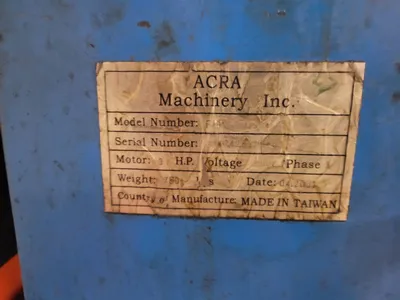 ACRA
Machinery Inc.
Model Number:
Serial Number:
Motor: H.P. Voltage Phase
Weight: Date:
Country of Manufacture: MADE IN TAIWAN